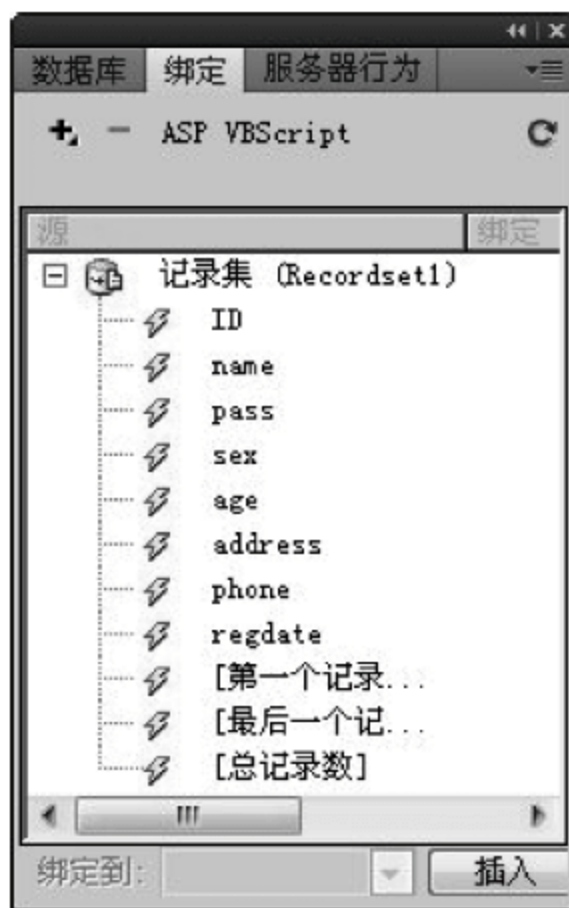 数据库 绑定 服务器行为
ASP VBScript
源 绑定
记录集 (Recordset1)
ID
name
pass
sex
age
address
phone
regdate
[第一个记录...
[最后一个记...
[总记录数]
绑定到: 插入